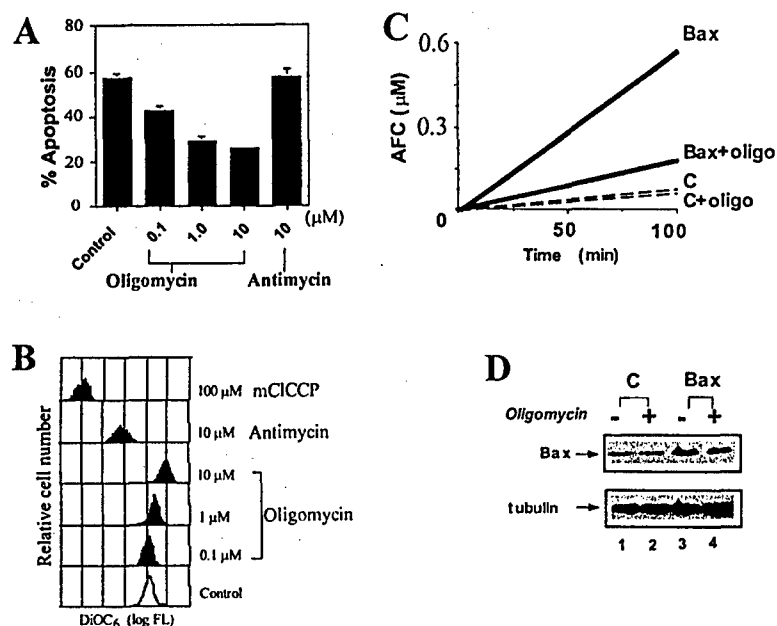 A
% Apoptosis
80
60
40
20
0
Control
0.1
1.0
10
10
(μM)
Oligomycin
Antimycin
C
AFC (μM)
0.6
0.3
0
50
100
Time (min)
Bax
Bax+oligo
C
C+oligo
B
Relative cell number
100 μM mClCCP
10 μM Antimycin
10 μM
1 μM
0.1 μM
Oligomycin
Control
DiOC6 (log FL)
D
C Bax
Oligomycin - + - +
Bax
tubulin
1 2 3 4